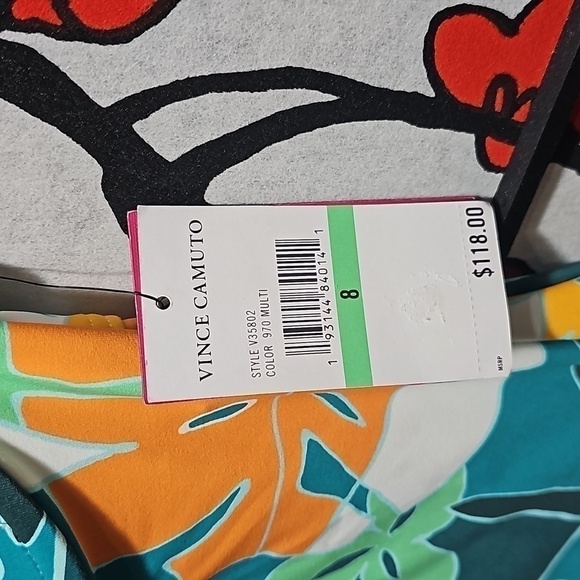 VINCE CAMUTO
STYLE V35802
COLOR 970 MULTI
1 93144 84014 1
8
$118.00
MSRP